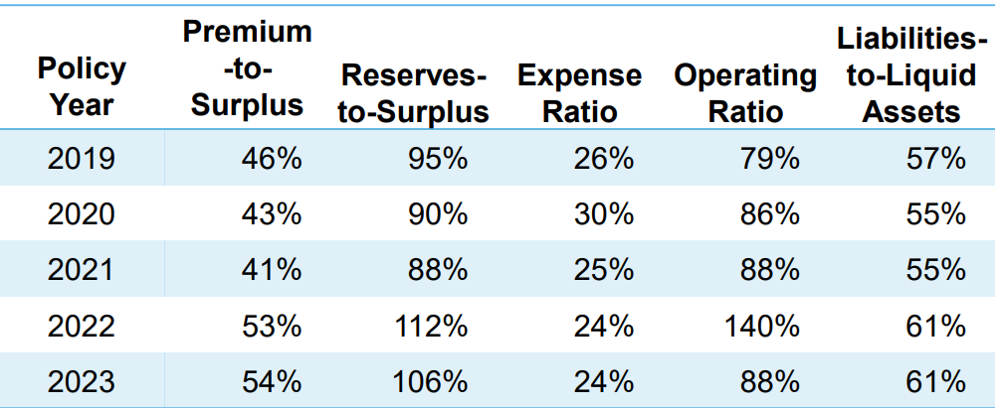 Policy Year Premium-to-Surplus Reserves-to-Surplus Expense Ratio Operating Ratio Liabilities-to-Liquid Assets
2019 46% 95% 26% 79% 57%
2020 43% 90% 30% 86% 55%
2021 41% 88% 25% 88% 55%
2022 53% 112% 24% 140% 61%
2023 54% 106% 24% 88% 61%